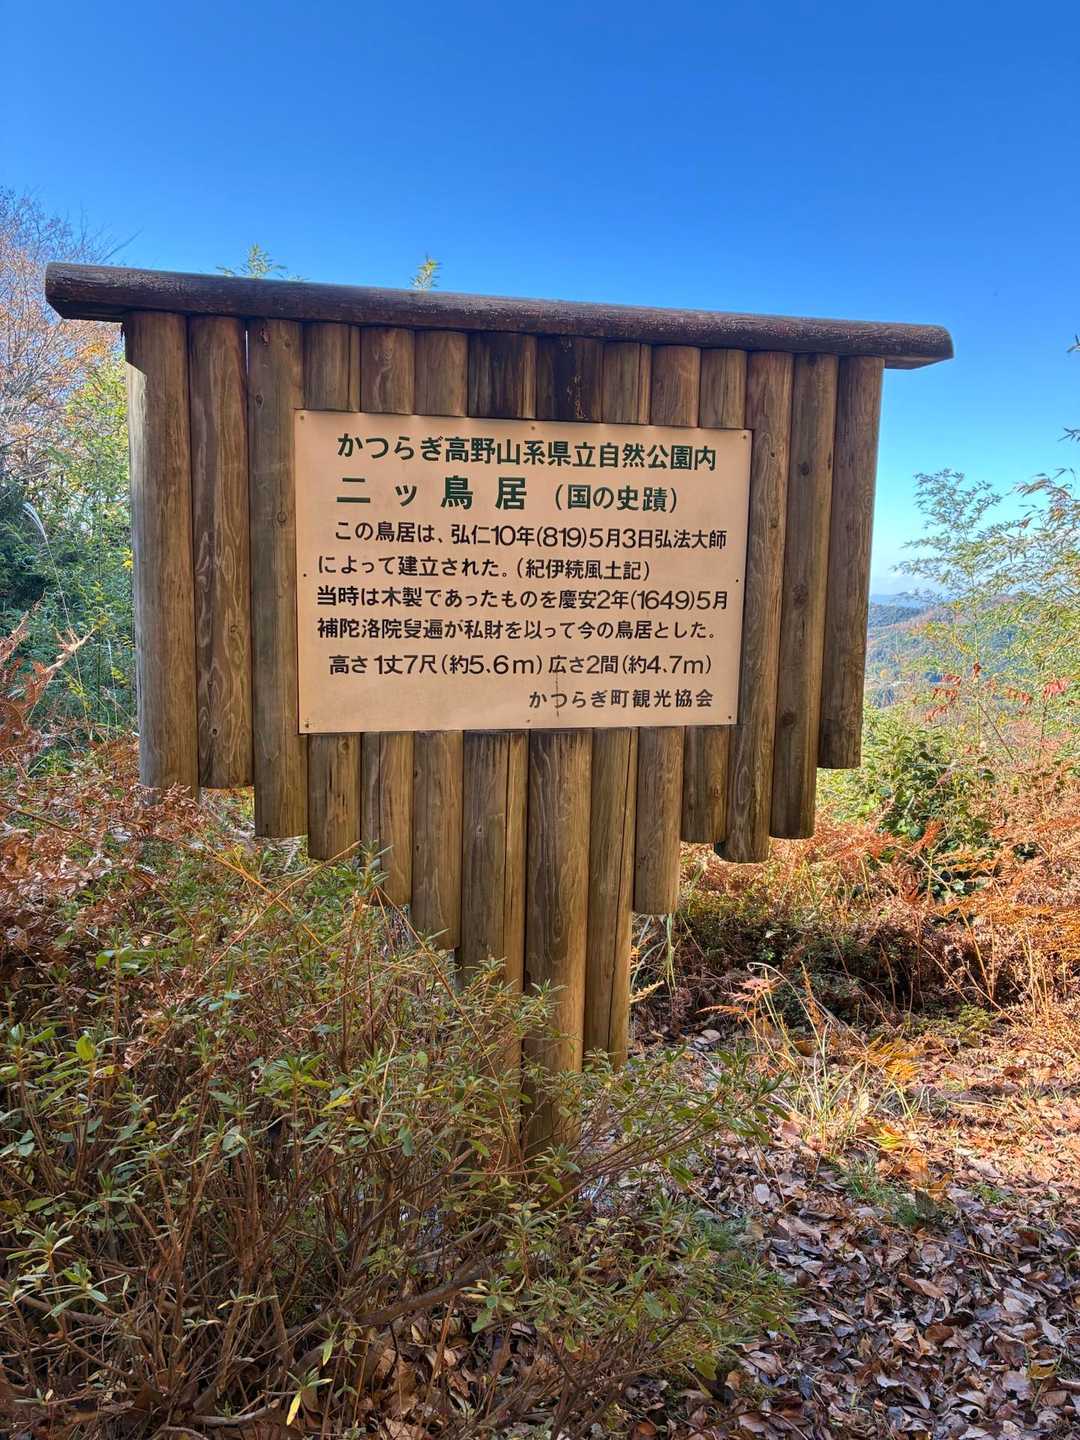 かつらぎ高野山系県立自然公園内
二ッ鳥居（国の史蹟）
この鳥居は、弘仁10年(819)5月3日弘法大師
によって建立された。(紀伊続風土記)
当時は木製であったものを慶安2年(1649)5月
補陀洛院叟遍が私財を以って今の鳥居とした。
高さ1丈7尺(約5.6m)広さ2間(約4.7m)
かつらぎ町観光協会